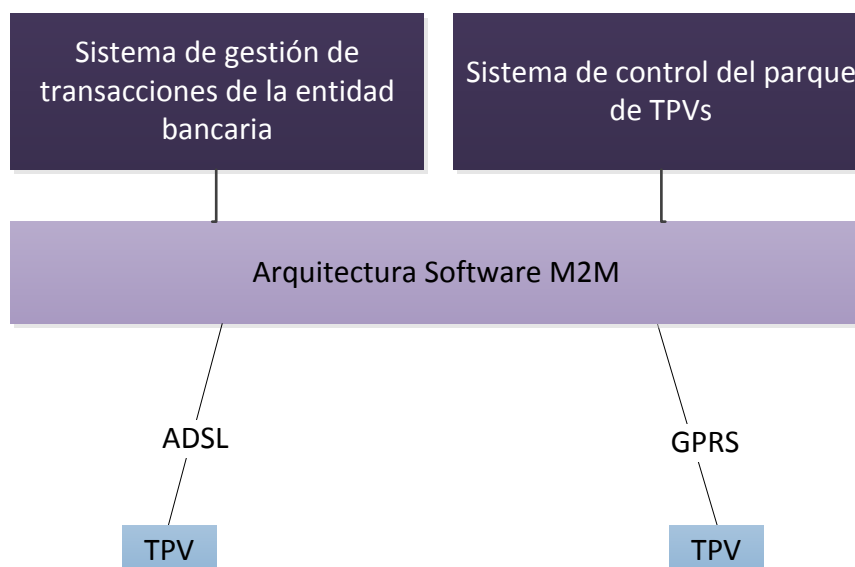 Sistema de gestión de
transacciones de la entidad
bancaria
Sistema de control del parque
de TPVs
Arquitectura Software M2M
ADSL
GPRS
TPV
TPV